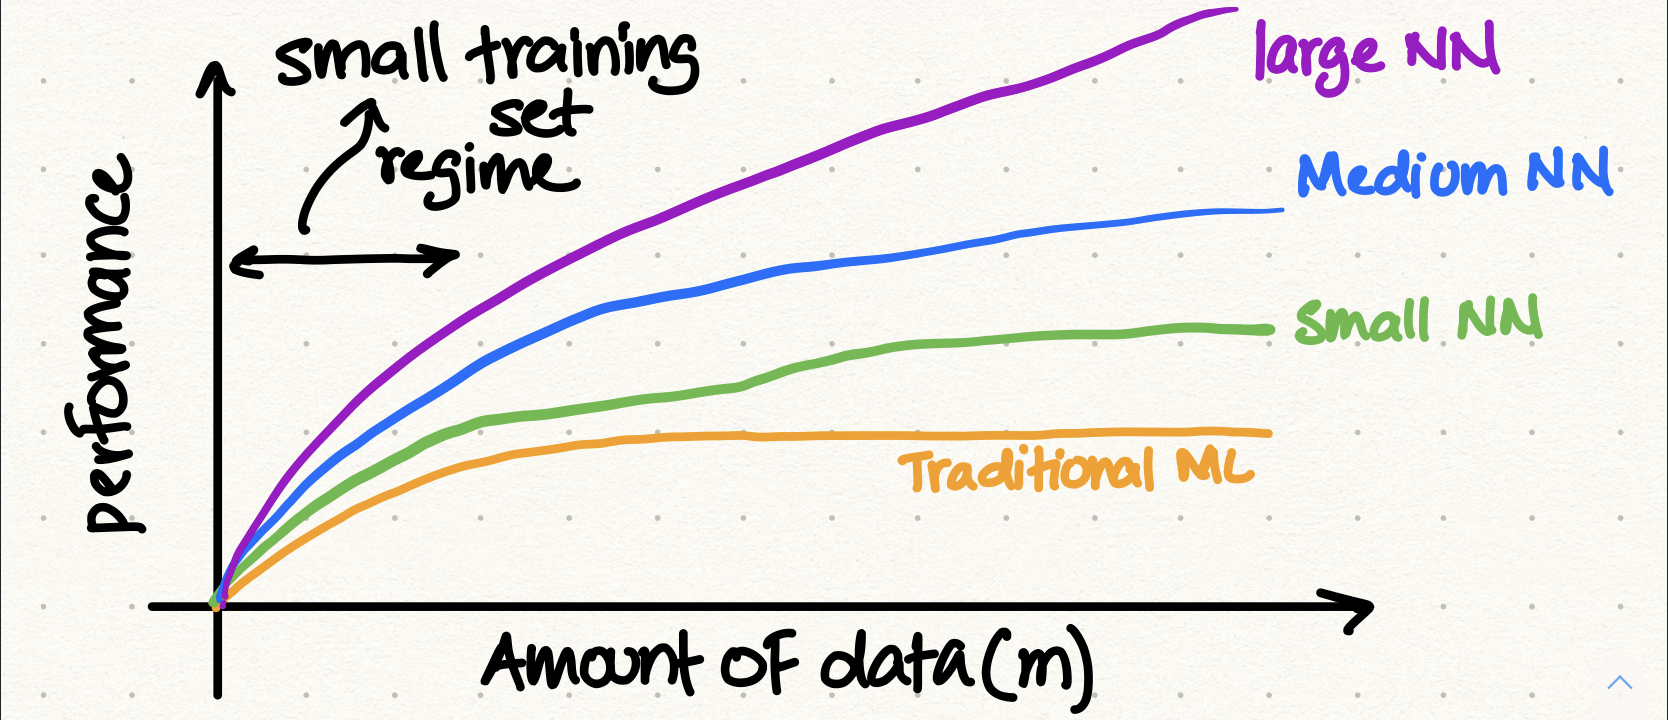 small training
set
regime
large NN
Medium NN
Small NN
Traditional ML
performance
Amount of data (m)